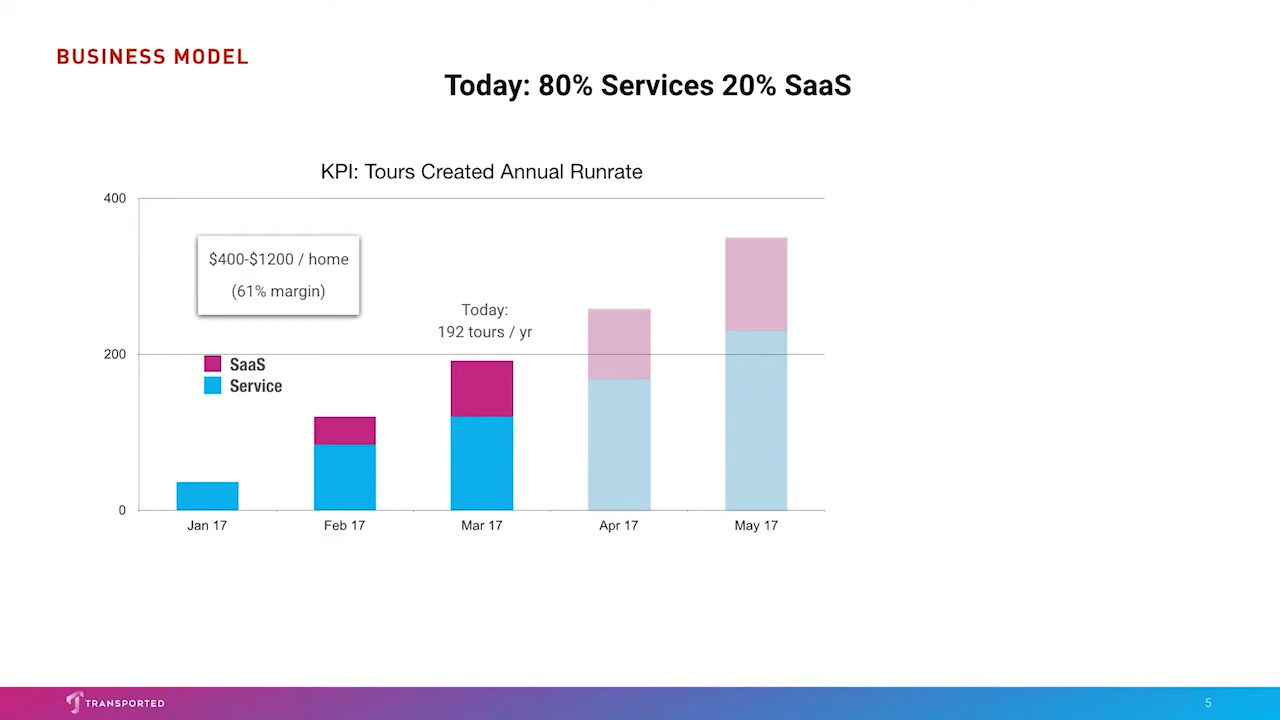 BUSINESS MODEL
Today: 80% Services 20% SaaS
KPI: Tours Created Annual Runrate
400
$400-$1200 / home
(61% margin)
Today:
192 tours / yr
200
SaaS
Service
0
Jan 17
Feb 17
Mar 17
Apr 17
May 17
TRANSPORTED
5